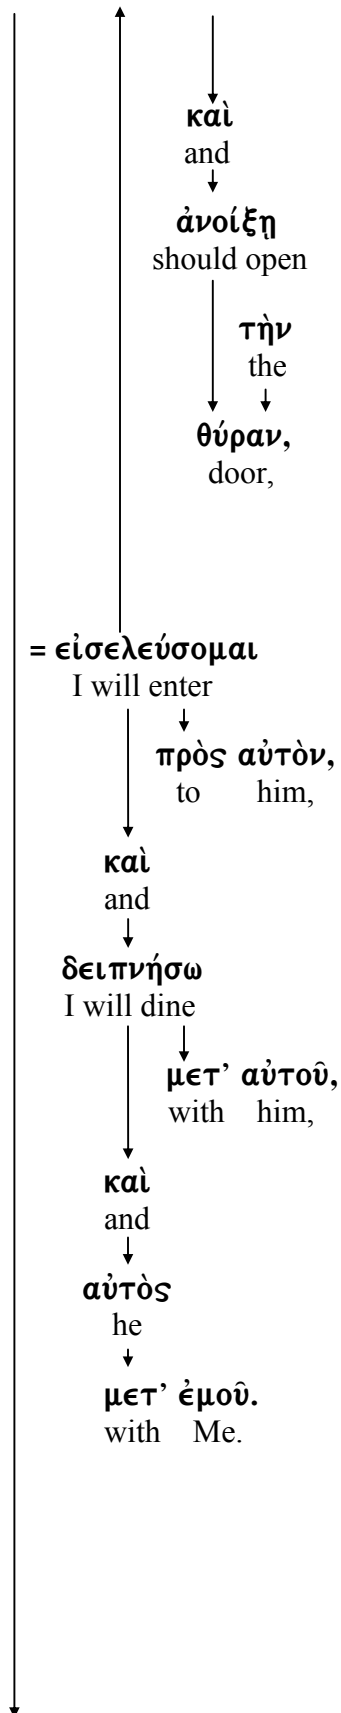 καὶ
and
ἀνοίξῃ
should open
τὴν
the
θύραν,
door,
= εἰσελεύσομαι
I will enter
πρὸς αὐτὸν,
to him,
καὶ
and
δειπνήσω
I will dine
μετ’ αὐτοῦ,
with him,
καὶ
and
αὐτὸς
he
μετ’ ἐμοῦ.
with Me.